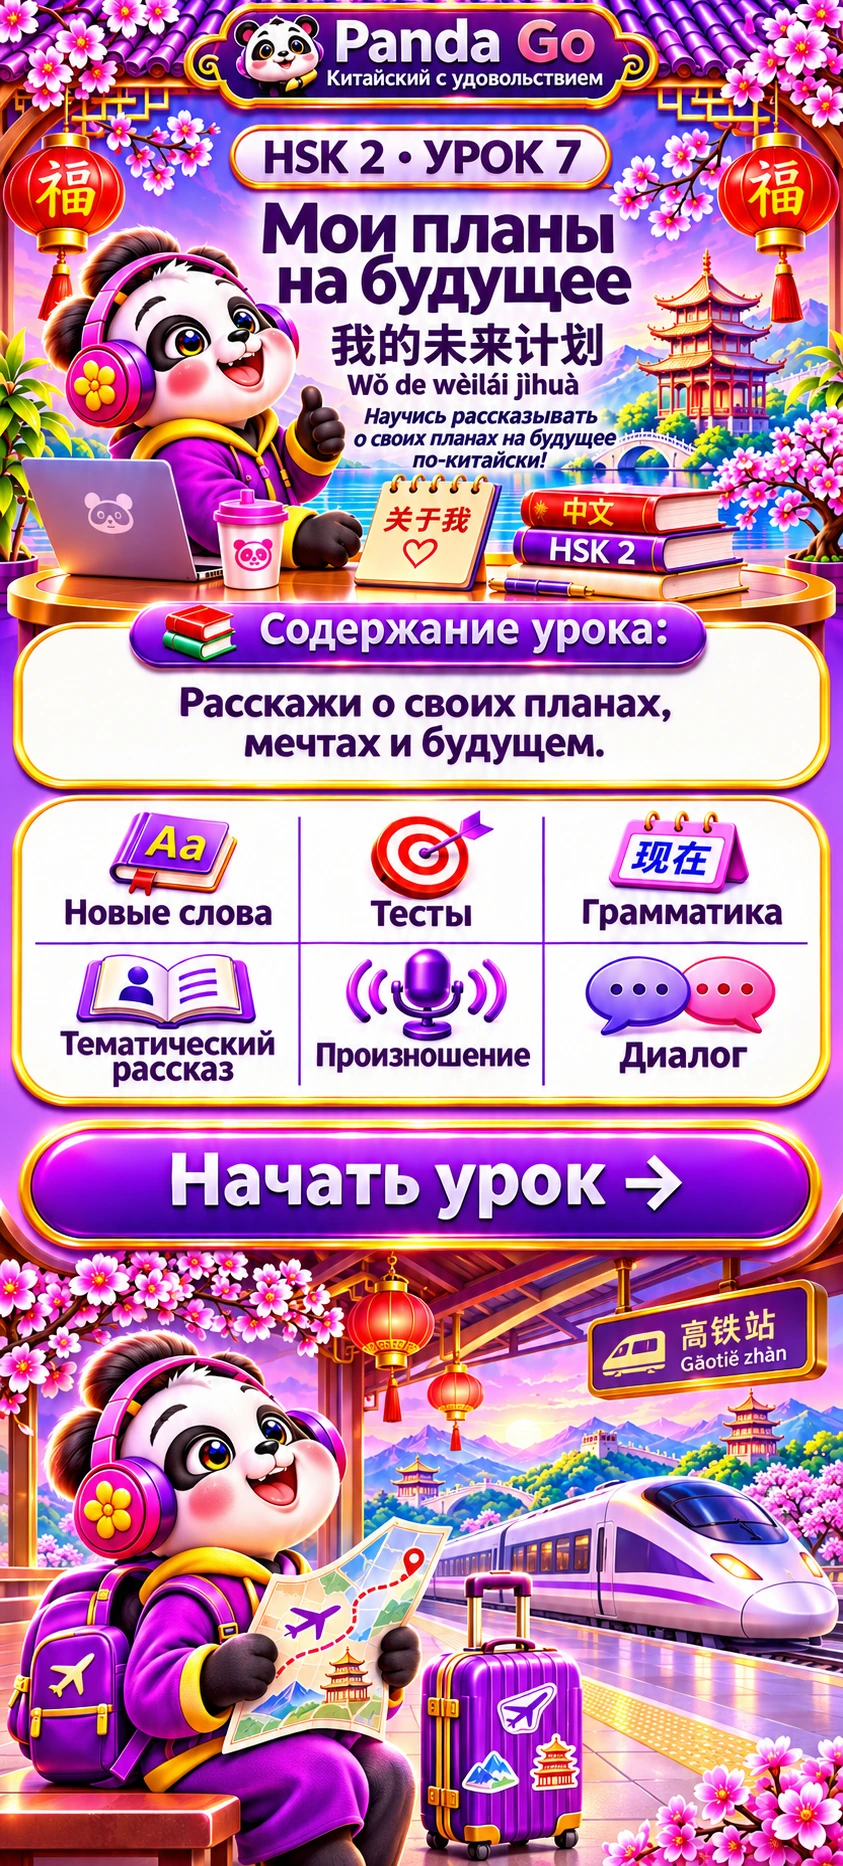 Panda Go
Китайский с удовольствием
HSK 2 • УРОК 7
福
福
Мои планы
на будущее
我的未来计划
Wǒ de wèilái jìhuà
Научись рассказывать
о своих планах на будущее
по-китайски!
关于我
中文
HSK 2
Содержание урока:
Расскажи о своих планах,
мечтах и будущем.
Aa
Новые слова
Тесты
现在
Грамматика
Тематический
рассказ
Произношение
Диалог
Начать урок →
高铁站
Gāotiě zhàn